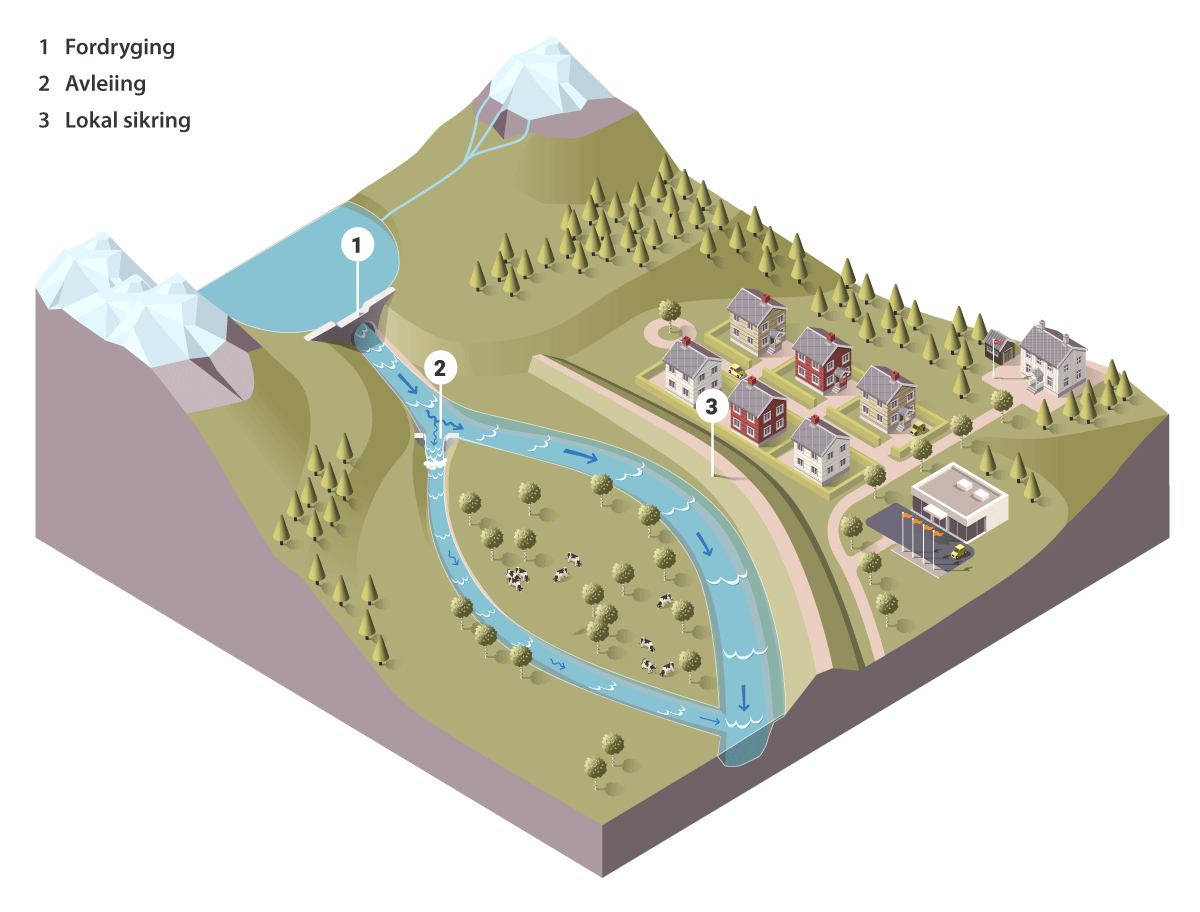 1 Fordryging
2 Avleiing
3 Lokal sikring
1
2
3